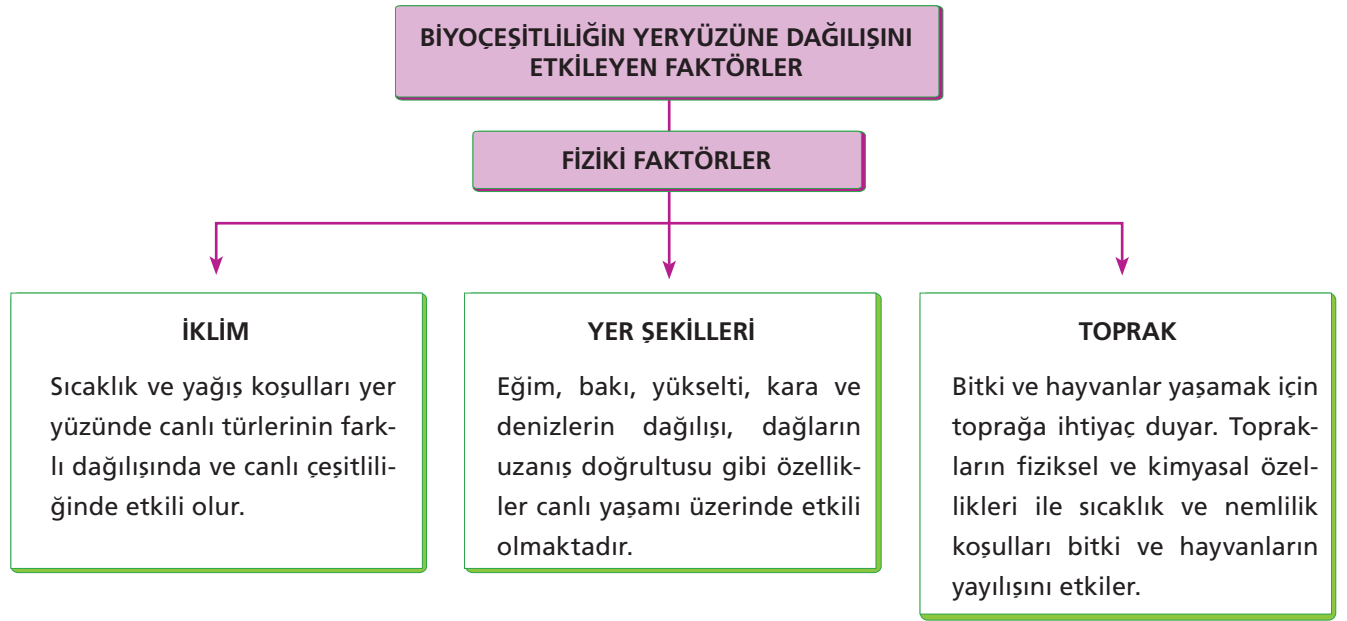 BİYOÇEŞİTLİLİĞİN YERYÜZÜNE DAĞILIŞINI
ETKİLEYEN FAKTÖRLER
FİZİKİ FAKTÖRLER
İKLİM
Sıcaklık ve yağış koşulları yer
yüzünde canlı türlerinin fark-
lı dağılışında ve canlı çeşitlili-
ğinde etkili olur.
YER ŞEKİLLERİ
Eğim, bakı, yükselti, kara ve
denizlerin dağılışı, dağların
uzanış doğrultusu gibi özellik-
ler canlı yaşamı üzerinde etkili
olmaktadır.
TOPRAK
Bitki ve hayvanlar yaşamak için
toprağa ihtiyaç duyar. Toprak-
ların fiziksel ve kimyasal özel-
likleri ile sıcaklık ve nemlilik
koşulları bitki ve hayvanların
yayılışını etkiler.